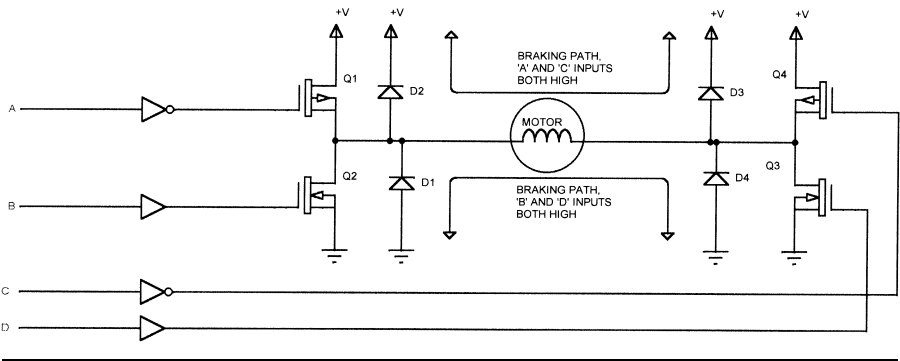 +V
+V
+V
+V
BRAKING PATH,
'A' AND 'C' INPUTS
BOTH HIGH
Q1
Q4
D2
D3
A
MOTOR
Q2
Q3
D1
D4
BRAKING PATH,
'B' AND 'D' INPUTS
BOTH HIGH
B
C
D